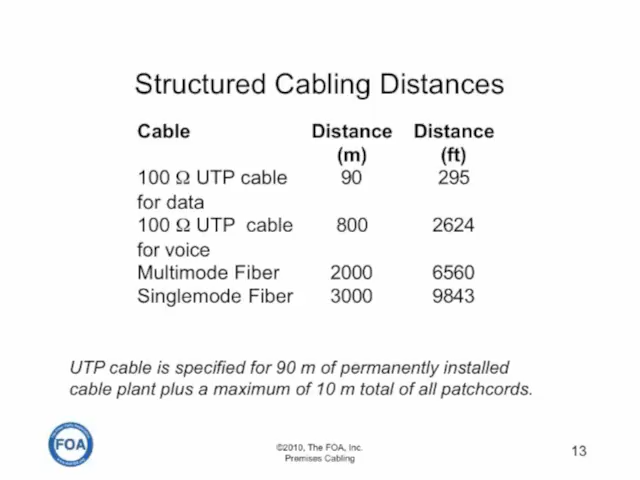 Structured Cabling Distances
Cable Distance Distance
(m) (ft)
100 Ω UTP cable 90 295
for data
100 Ω UTP cable 800 2624
for voice
Multimode Fiber 2000 6560
Singlemode Fiber 3000 9843
UTP cable is specified for 90 m of permanently installed
cable plant plus a maximum of 10 m total of all patchcords.
FOA
©2010, The FOA, Inc.
Premises Cabling
13